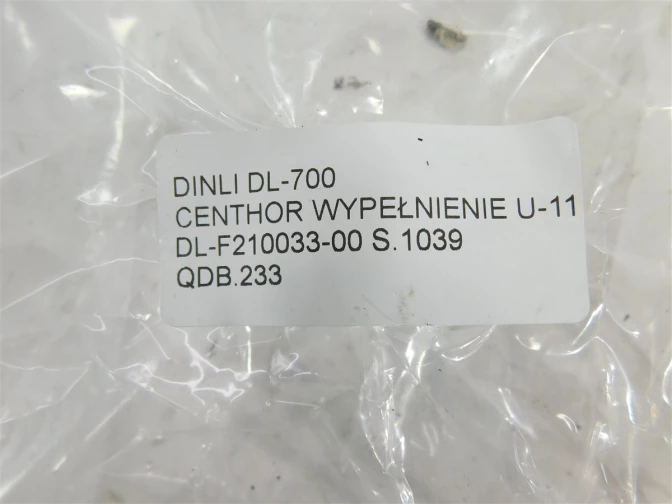 DINLI DL-700
CENTHOR WYPEŁNIENIE U-11
DL-F210033-00 S.1039
QDB.233